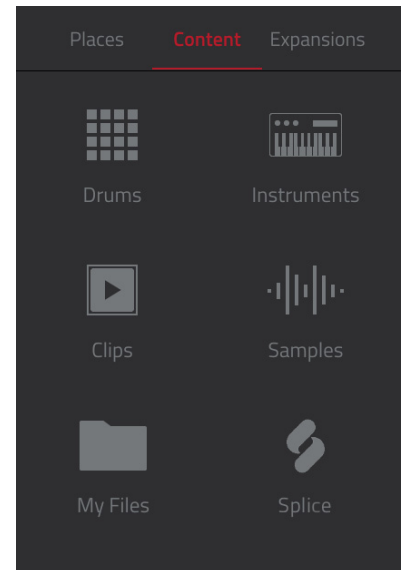 Places Content Expansions
Drums Instruments
Clips Samples
My Files Splice